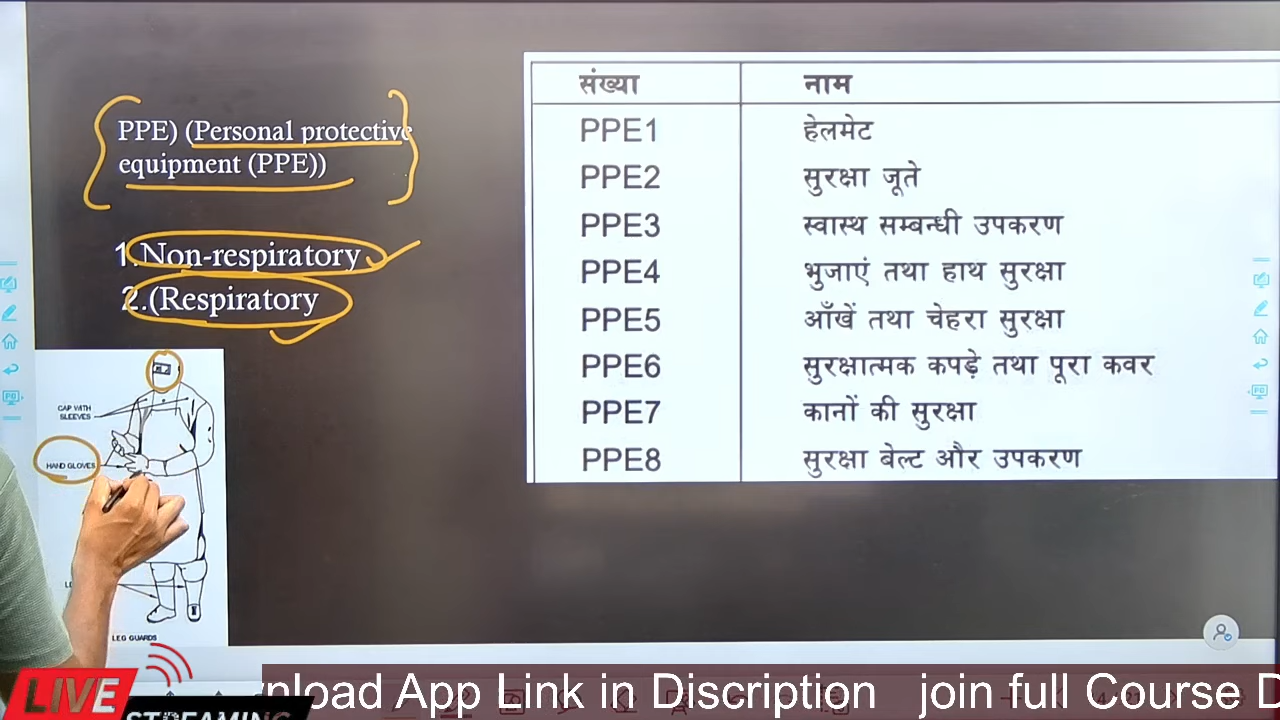 PPE) (Personal protective
equipment (PPE))
1.Non-respiratory
2.(Respiratory
संख्या नाम
PPE1 हेलमेट
PPE2 सुरक्षा जूते
PPE3 स्वास्थ सम्बन्धी उपकरण
PPE4 भुजाएं तथा हाथ सुरक्षा
PPE5 आँखें तथा चेहरा सुरक्षा
PPE6 सुरक्षात्मक कपड़े तथा पूरा कवर
PPE7 कानों की सुरक्षा
PPE8 सुरक्षा बेल्ट और उपकरण
CAP WITH
SLEEVES
HAND GLOVES
LEG GUARDS
LIVE
STREAMING
App Link in Discription join full Course